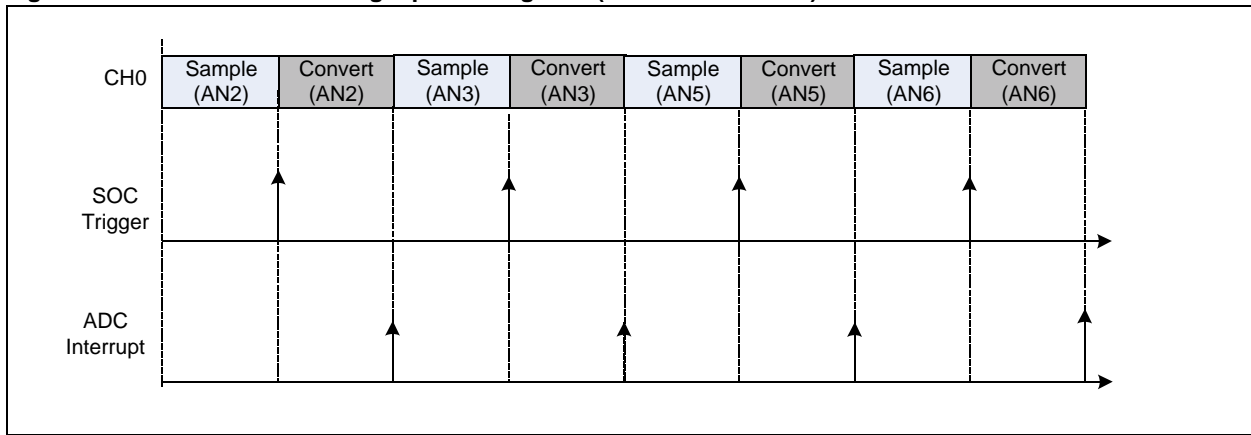 CH0
Sample
(AN2)
Convert
(AN2)
Sample
(AN3)
Convert
(AN3)
Sample
(AN5)
Convert
(AN5)
Sample
(AN6)
Convert
(AN6)
SOC
Trigger
ADC
Interrupt